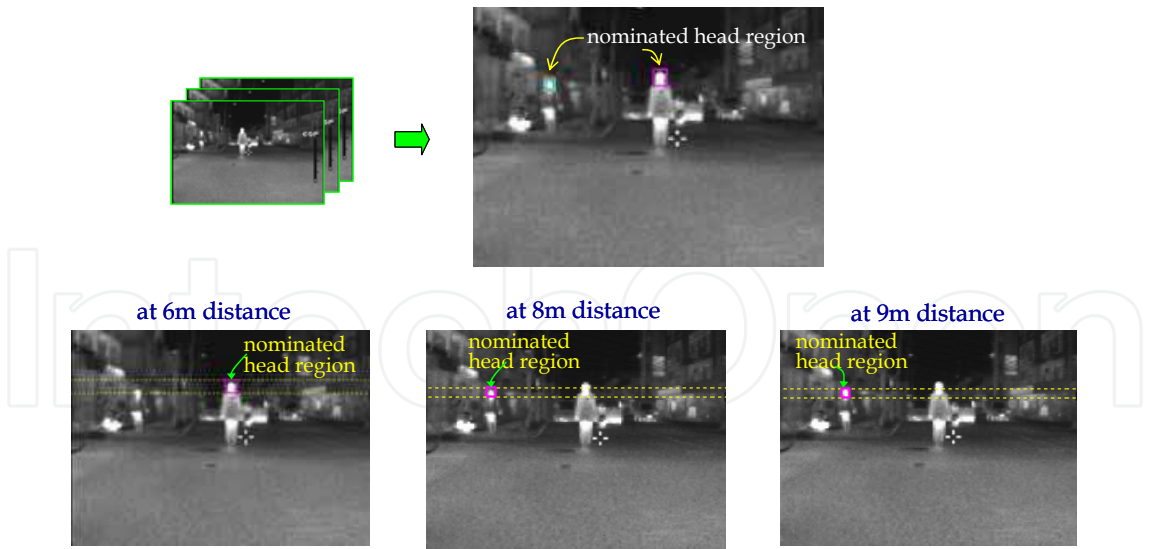 nominated head region
at 6m distance
at 8m distance
at 9m distance
nominated
head region
nominated
head region
nominated
head region
IntechOpen